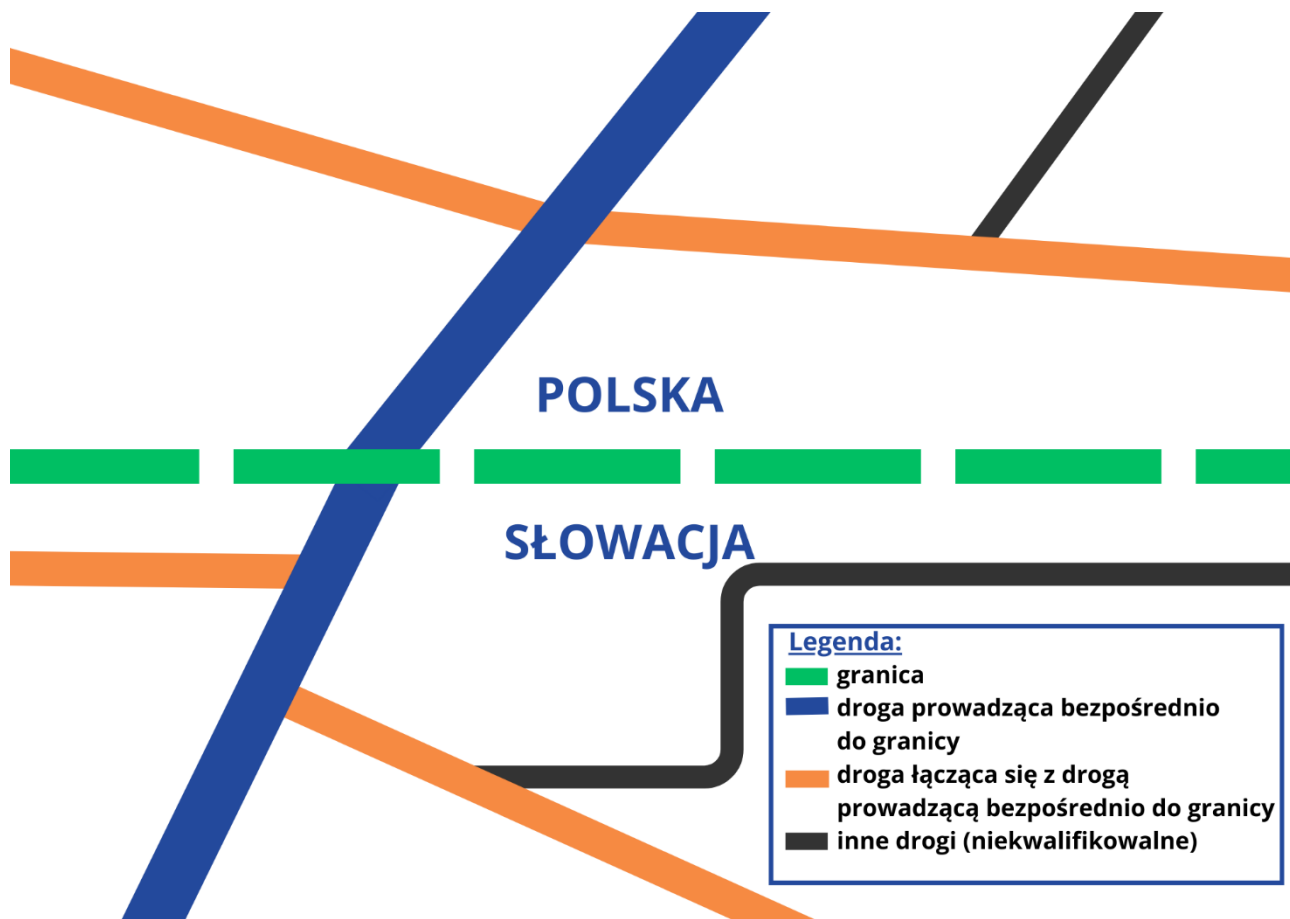 POLSKA
SŁOWACJA
Legenda:
granica
droga prowadząca bezpośrednio
do granicy
droga łącząca się z drogą
prowadzącą bezpośrednio do granicy
inne drogi (niekwalifikowalne)